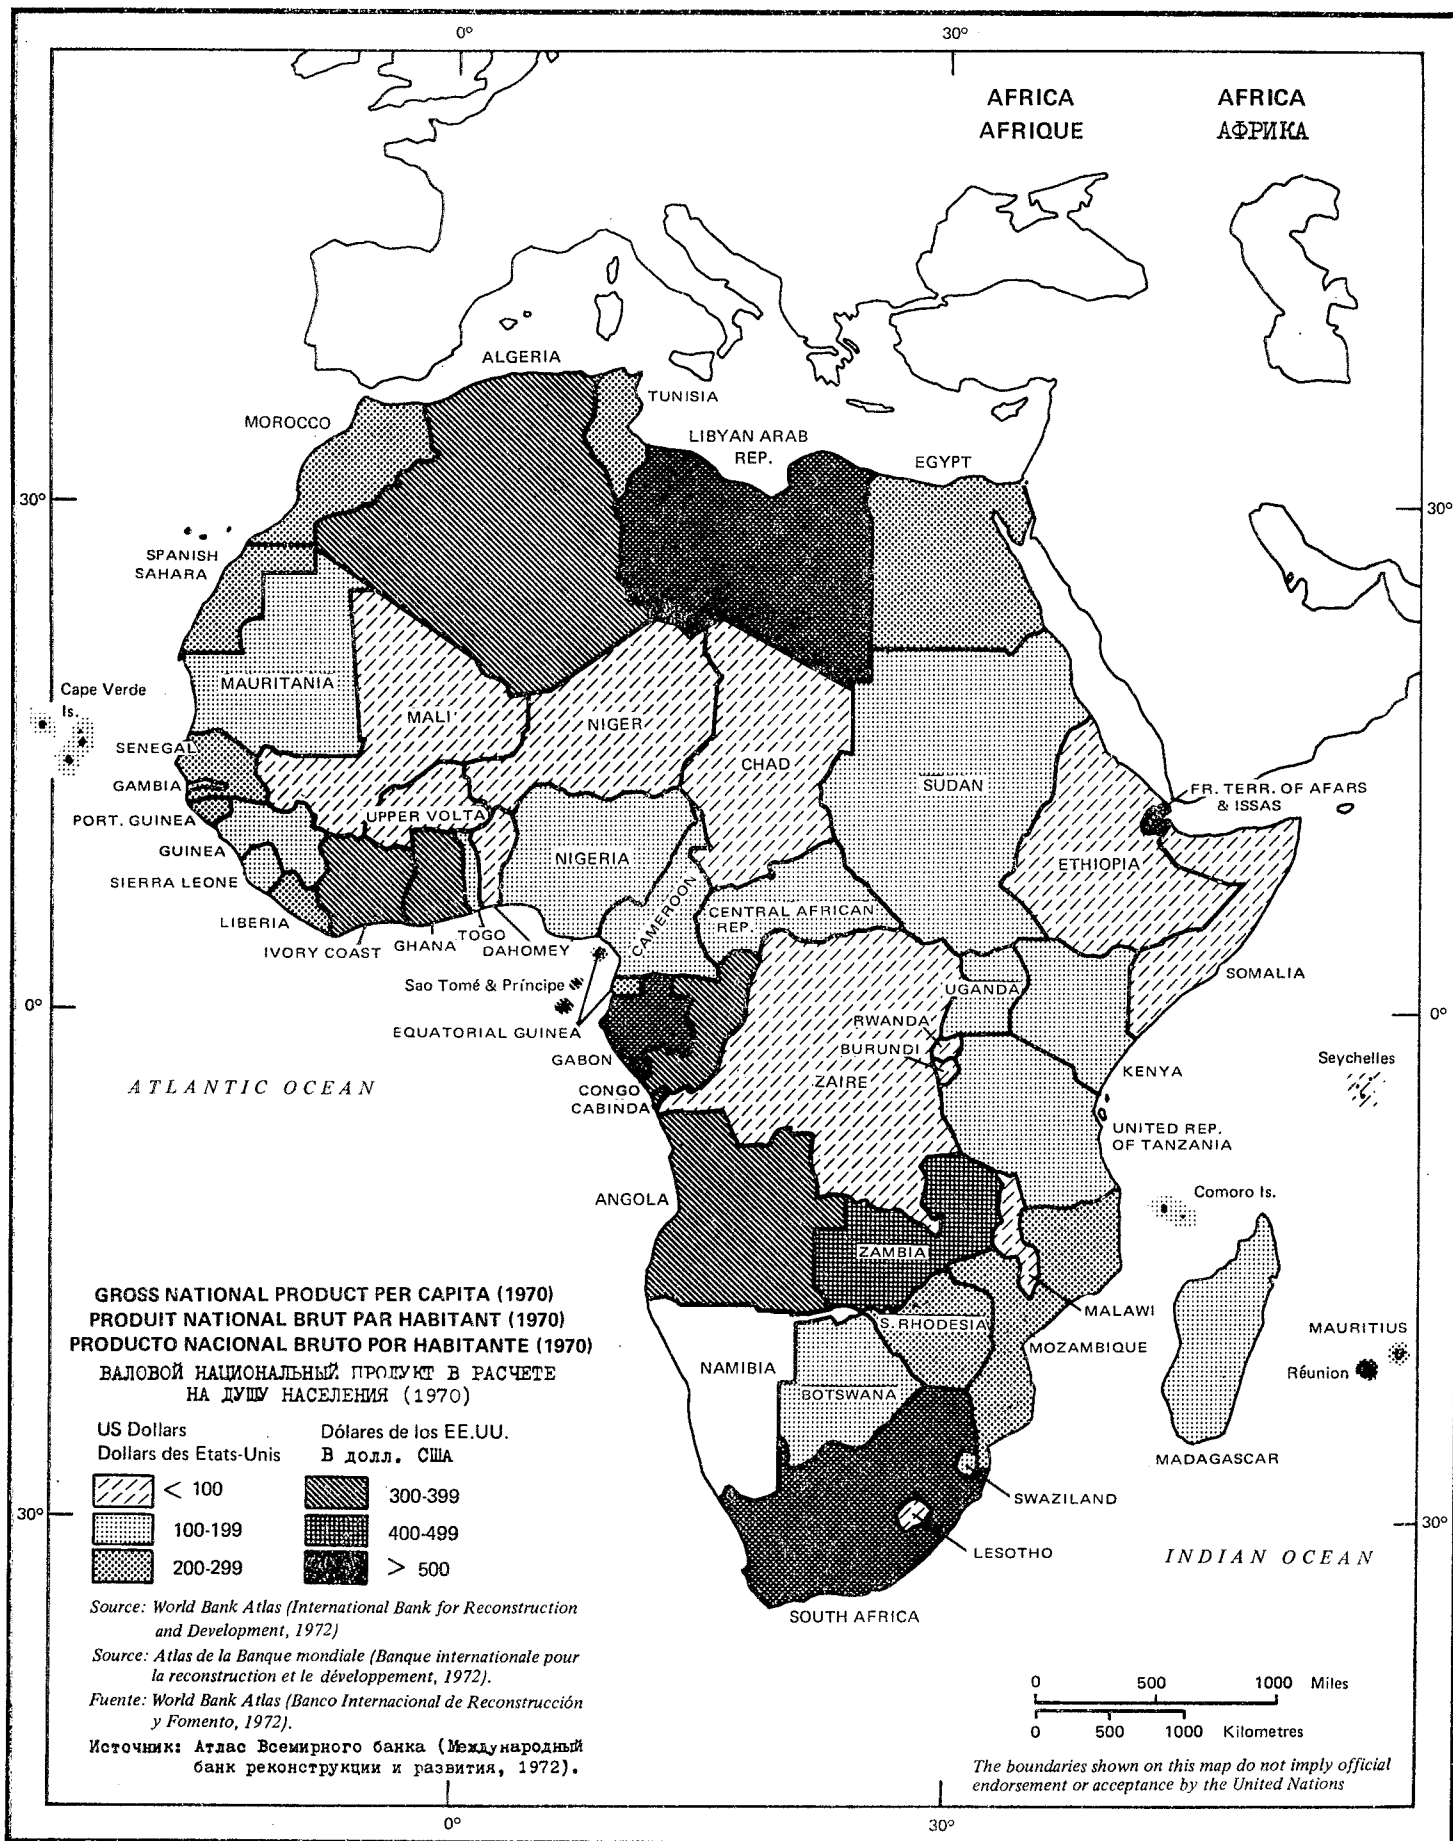 0° 30°
AFRICA AFRICA
AFRIQUE АФРИКА
ALGERIA
TUNISIA
MOROCCO
LIBYAN ARAB
REP.
EGYPT
30° 30°
SPANISH
SAHARA
MAURITANIA
Cape Verde
Is.
MALI
NIGER
SENEGAL
CHAD
SUDAN
GAMBIA
FR. TERR. OF AFARS
& ISSAS
PORT. GUINEA
UPPER VOLTA
GUINEA
NIGERIA
ETHIOPIA
SIERRA LEONE
CAMEROON
CENTRAL AFRICAN
REP.
LIBERIA
IVORY COAST
GHANA
TOGO
DAHOMEY
SOMALIA
Sao Tomé & Príncipe
UGANDA
0° 0°
EQUATORIAL GUINEA
RWANDA
BURUNDI
GABON
Seychelles
ATLANTIC OCEAN
ZAIRE
KENYA
CONGO
CABINDA
UNITED REP.
OF TANZANIA
ANGOLA
Comoro Is.
ZAMBIA
MALAWI
S. RHODESIA
MOZAMBIQUE
MAURITIUS
NAMIBIA
Réunion
BOTSWANA
MADAGASCAR
SWAZILAND
LESOTHO
INDIAN OCEAN
SOUTH AFRICA
GROSS NATIONAL PRODUCT PER CAPITA (1970)
PRODUIT NATIONAL BRUT PAR HABITANT (1970)
PRODUCTO NACIONAL BRUTO POR HABITANTE (1970)
ВАЛОВОЙ НАЦИОНАЛЬНЫЙ ПРОДУКТ В РАСЧЕТЕ
НА ДУШУ НАСЕЛЕНИЯ (1970)
US Dollars Dólares de los EE.UU.
Dollars des Etats-Unis В долл. США
< 100 300-399
100-199 400-499
200-299 > 500
30° 30°
Source: World Bank Atlas (International Bank for Reconstruction
and Development, 1972)
Source: Atlas de la Banque mondiale (Banque internationale pour
la reconstruction et le développement, 1972).
Fuente: World Bank Atlas (Banco Internacional de Reconstrucción
y Fomento, 1972).
Источник: Атлас Всемирного банка (Международный
банк реконструкции и развития, 1972).
0 500 1000 Miles
0 500 1000 Kilometres
The boundaries shown on this map do not imply official
endorsement or acceptance by the United Nations
0° 30°